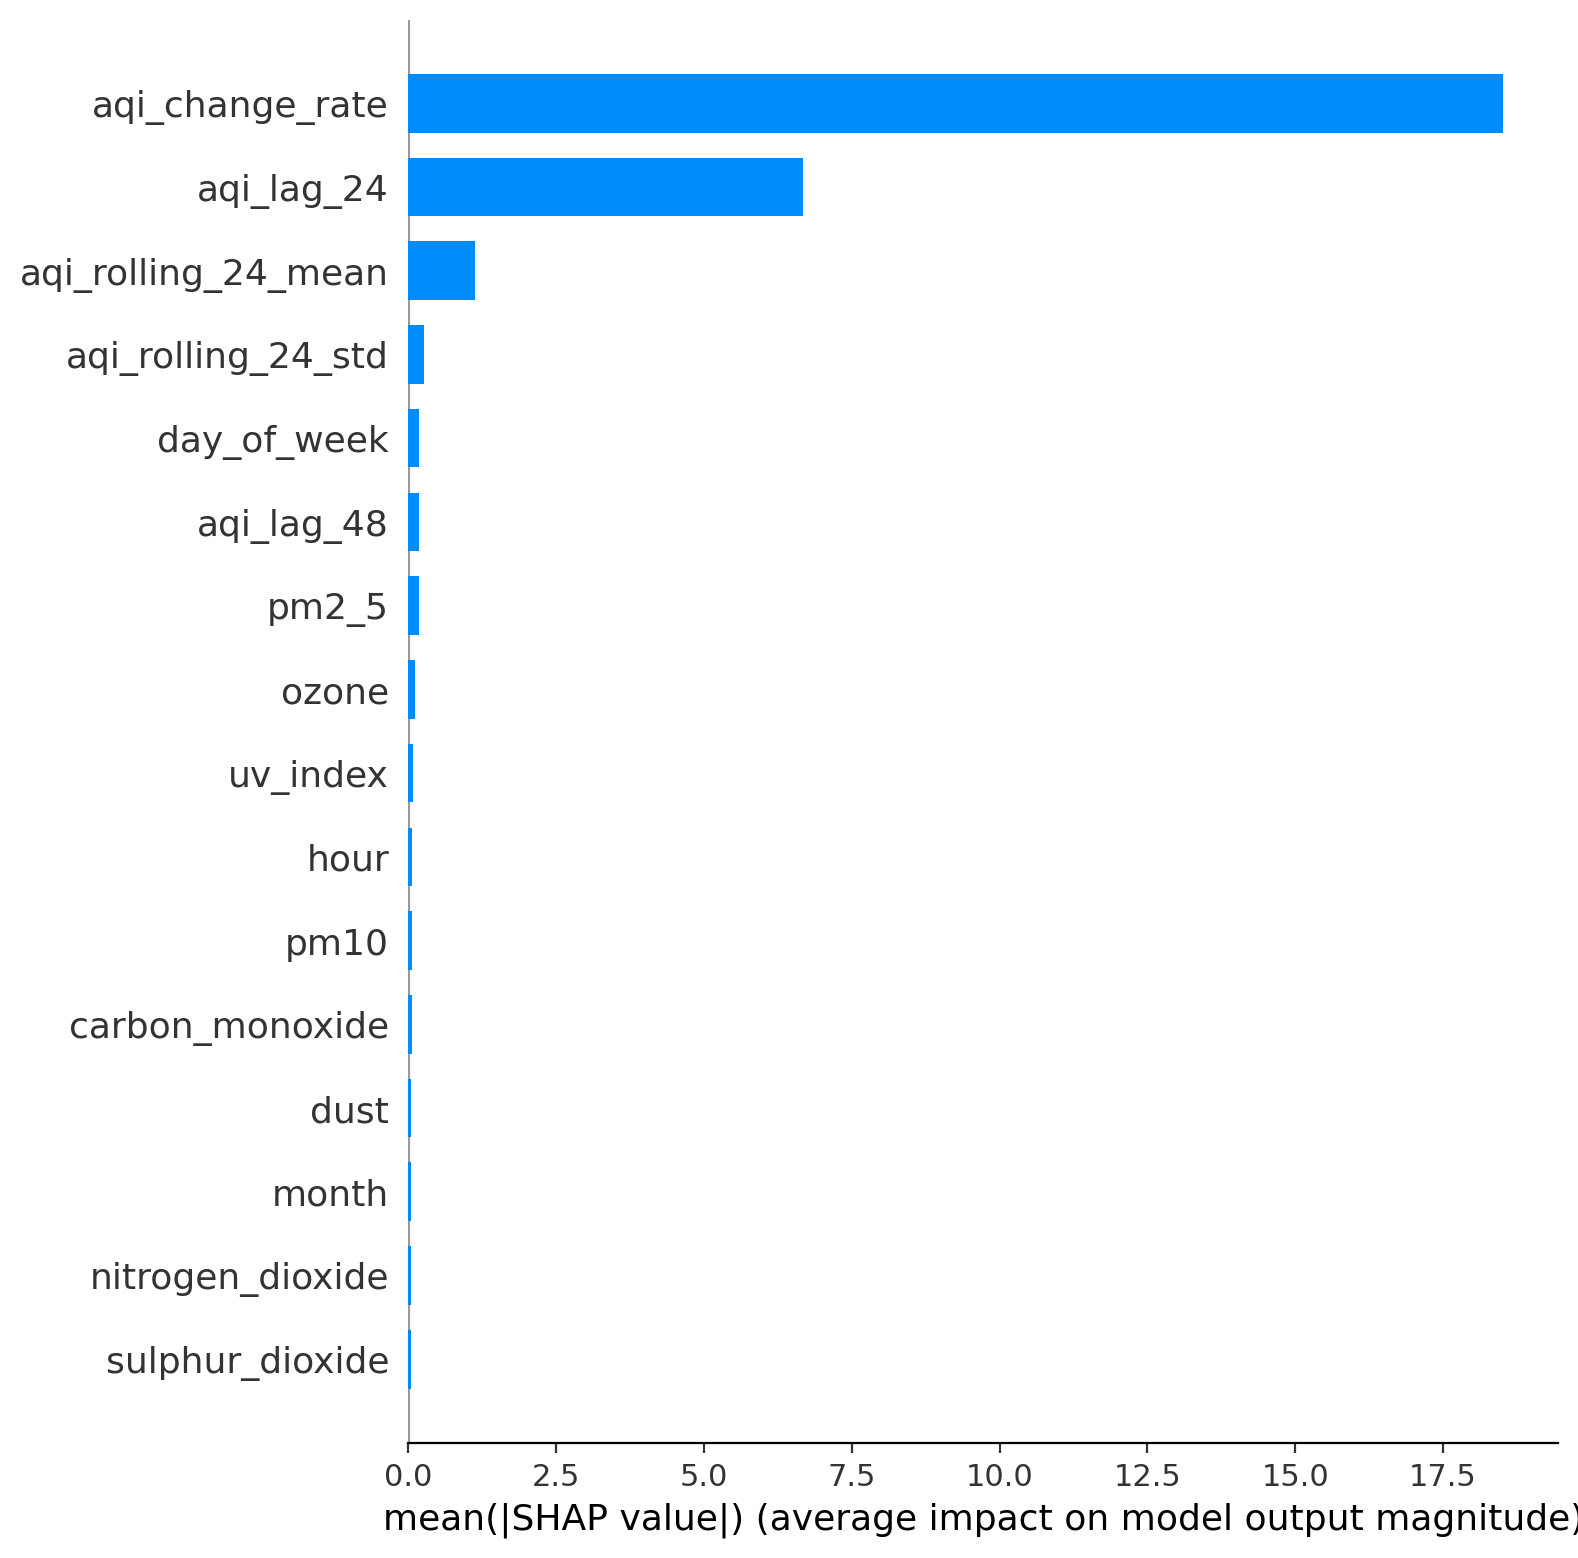 aqi_change_rate
aqi_lag_24
aqi_rolling_24_mean
aqi_rolling_24_std
day_of_week
aqi_lag_48
pm2_5
ozone
uv_index
hour
pm10
carbon_monoxide
dust
month
nitrogen_dioxide
sulphur_dioxide
0.0 2.5 5.0 7.5 10.0 12.5 15.0 17.5
mean(|SHAP value|) (average impact on model output magnitude)